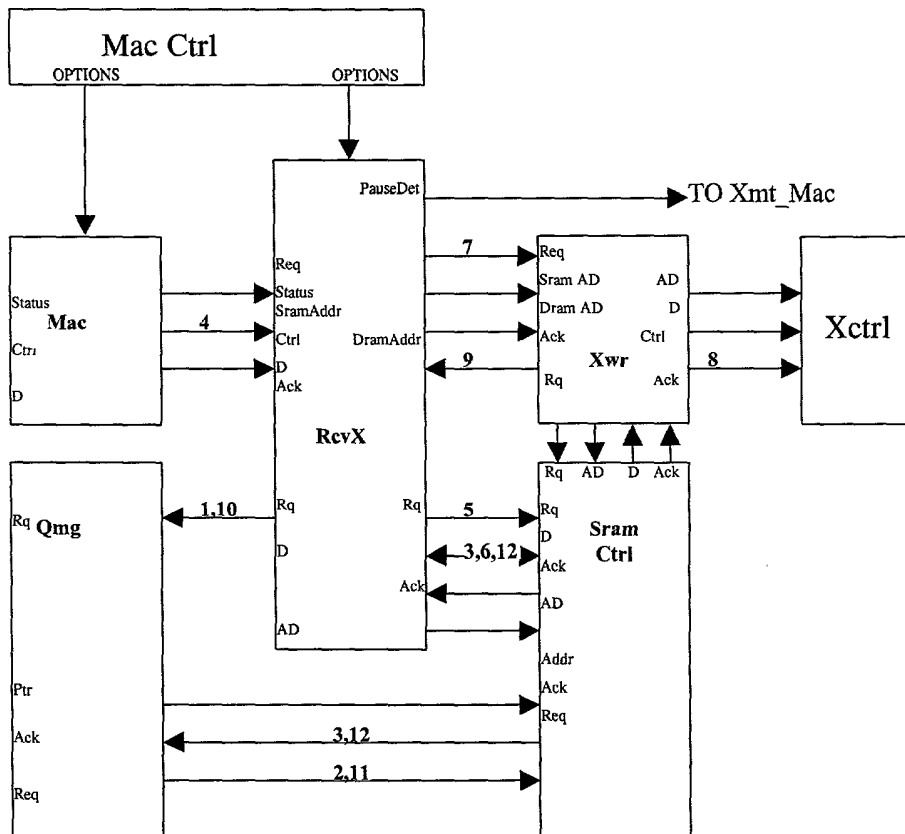 Mac Ctrl
OPTIONS
OPTIONS
PauseDet
TO Xmt_Mac
Status
Mac
Ctrl
D
4
Req
Status
SramAddr
Ctrl
D
Ack
DramAddr
RcvX
7
9
Req
Sram AD
Dram AD
Ack
Xwr
Rq
AD
D
Ctrl
Ack
8
Xctrl
Rq
Qmg
1,10
Rq
D
AD
Rq
Ack
5
3,6,12
Rq
AD
D
Ack
Rq
D
Sram
Ctrl
Ack
AD
Addr
Ack
Req
Ptr
Ack
Req
3,12
2,11